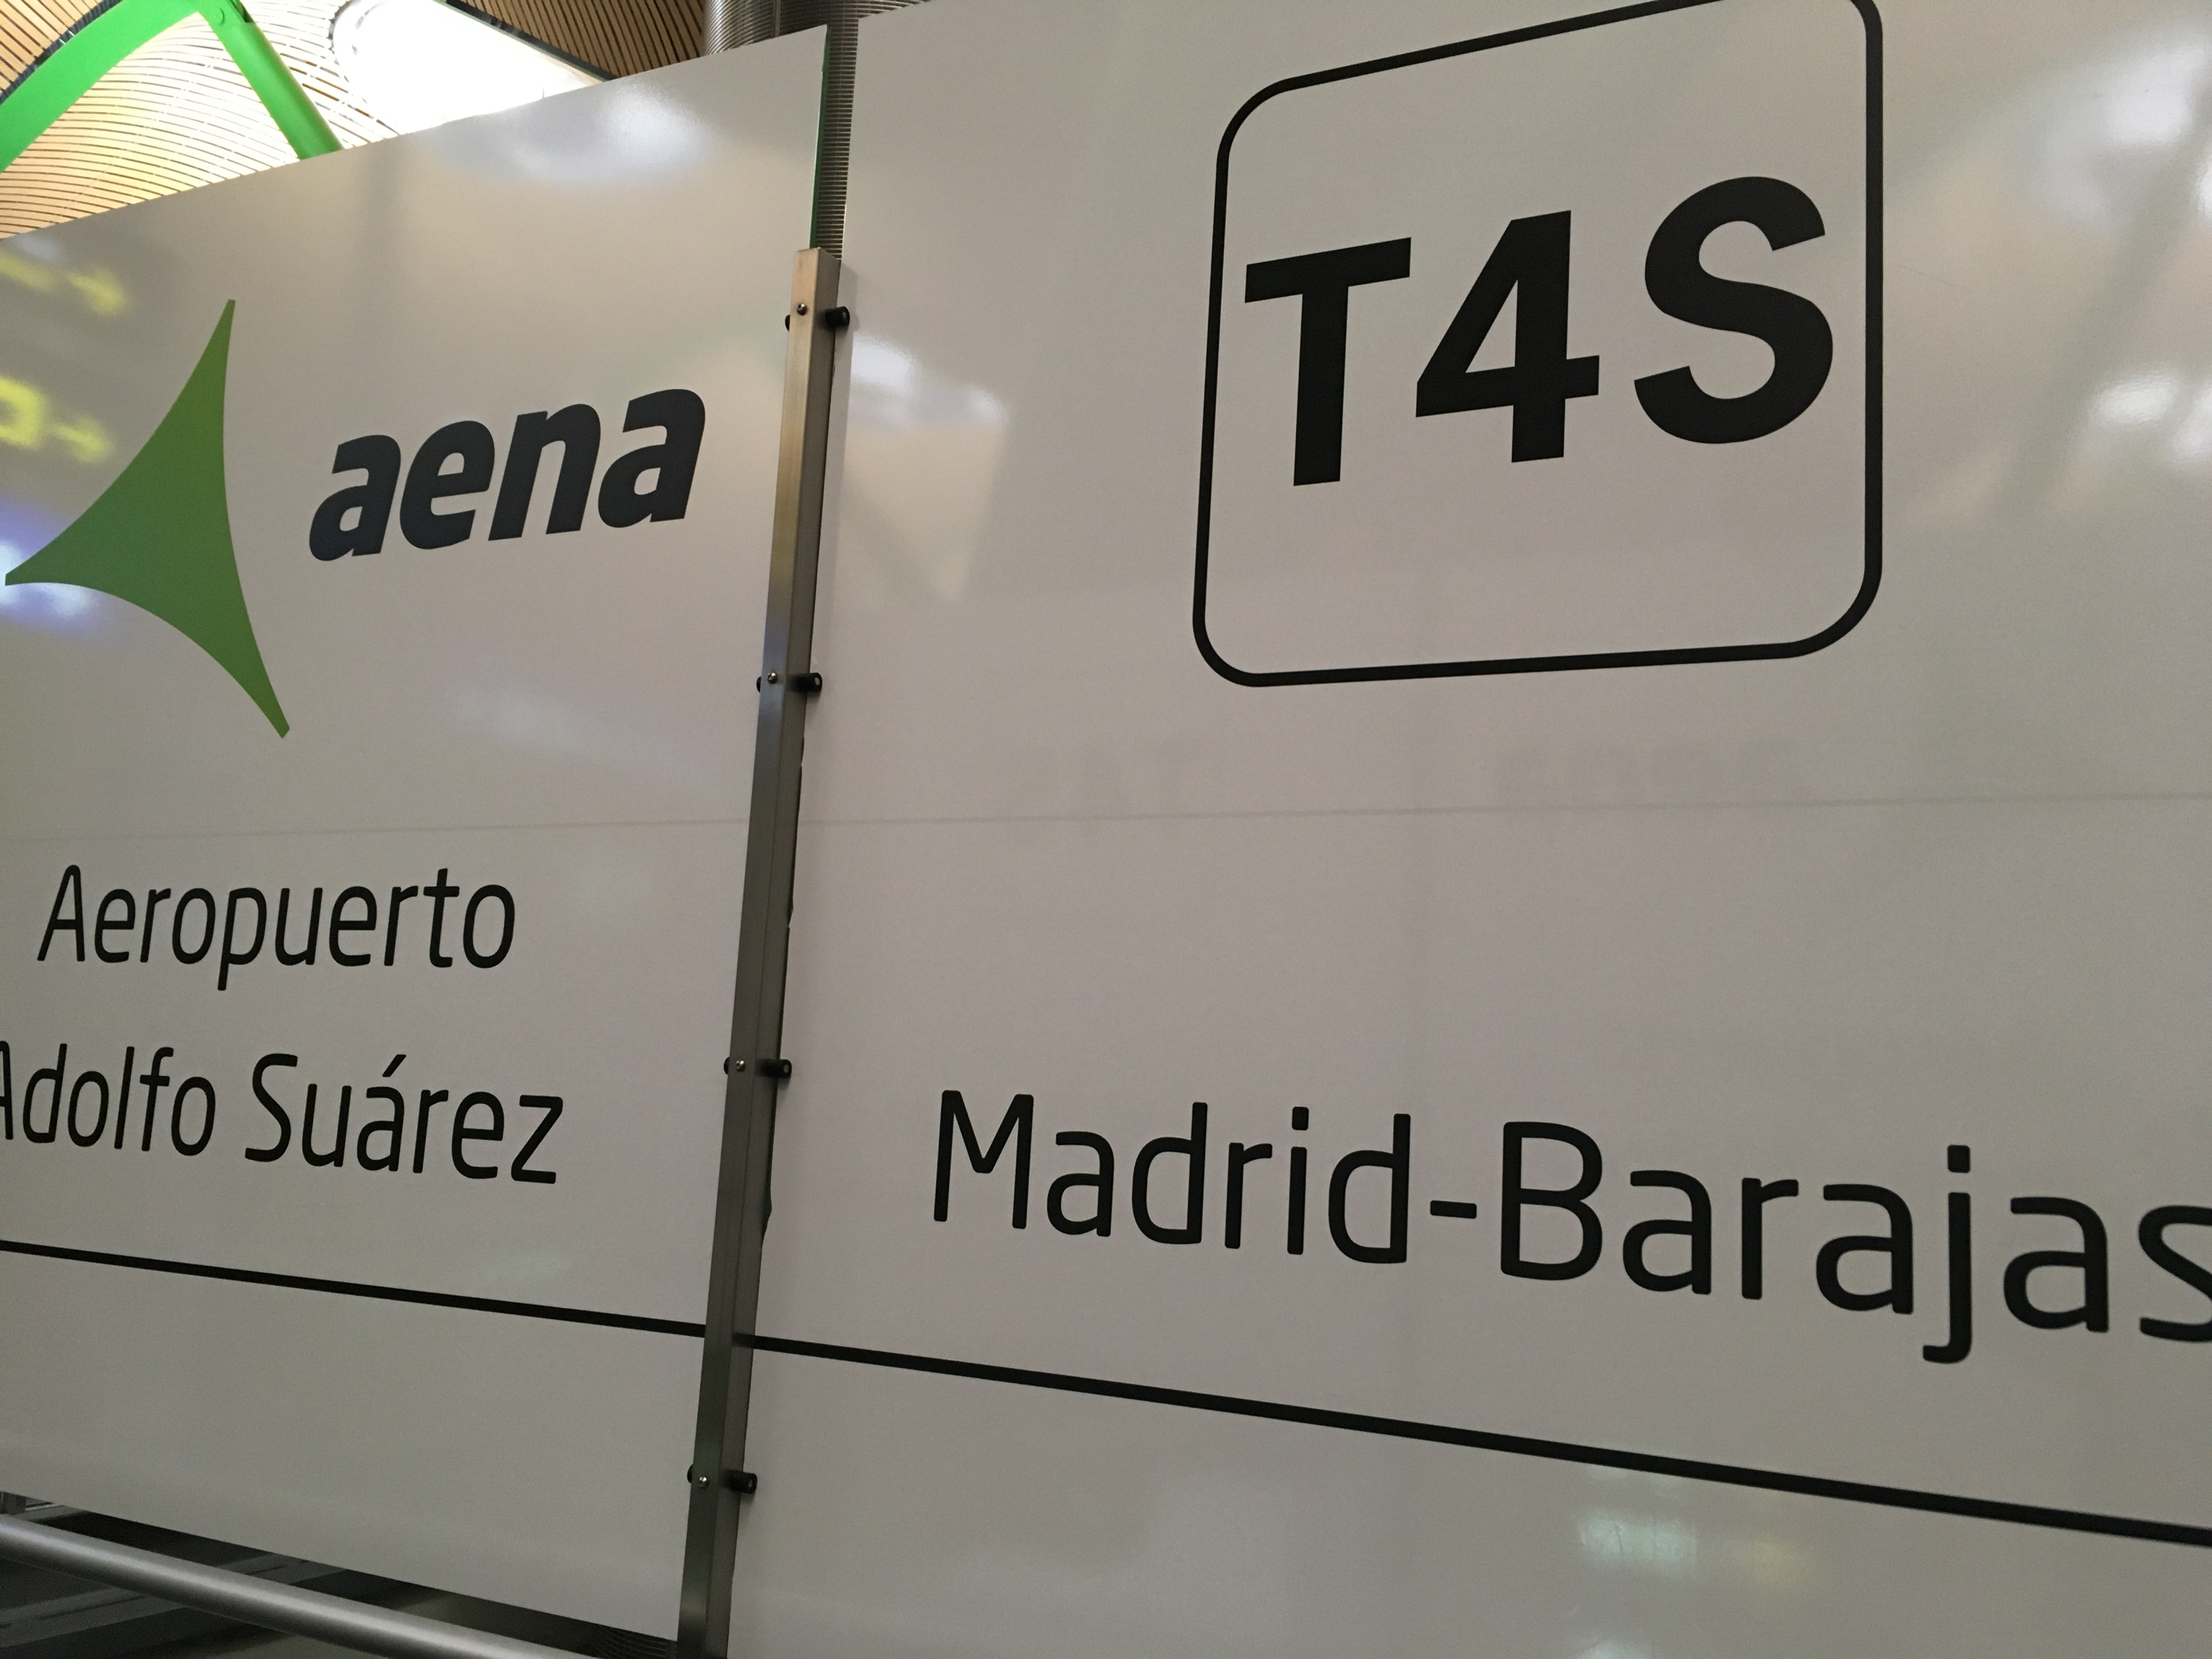 aena
T4S
Aeropuerto
Adolfo Suárez
Madrid-Barajas